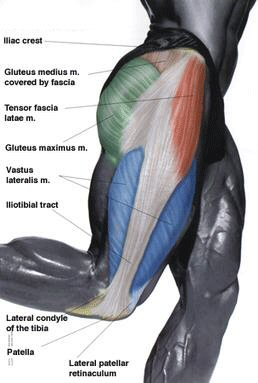 Iliac crest
Gluteus medius m.
covered by fascia
Tensor fascia
latae m.
Gluteus maximus m.
Vastus
lateralis m.
Iliotibial tract
Lateral condyle
of the tibia
Patella
Lateral patellar
retinaculum